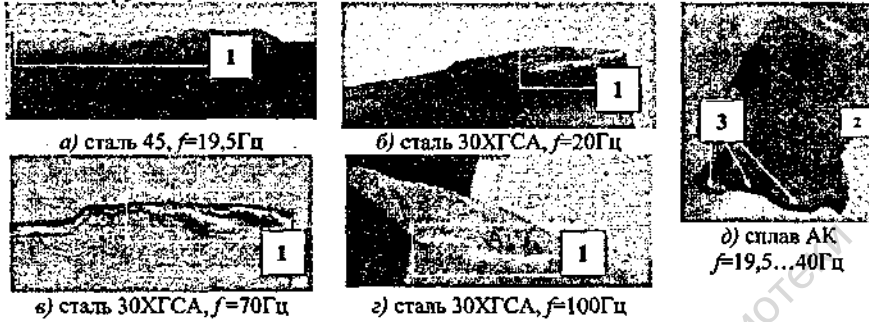 1
1
3
2
а) сталь 45, f=19,5Гц
б) сталь 30ХГСА, f=20Гц
1
1
д) сплав АК
f=19,5...40Гц
в) сталь 30ХГСА, f=70Гц
г) сталь 30ХГСА, f=100Гц